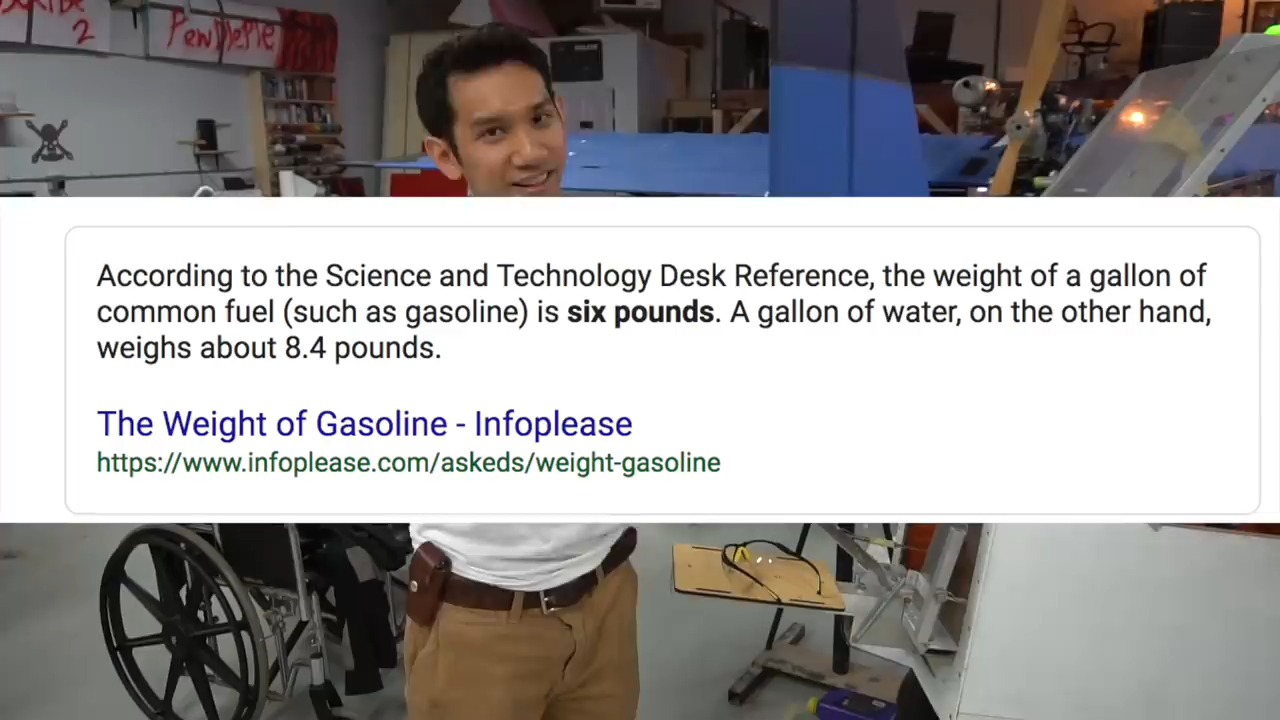 2
PewDiePie
According to the Science and Technology Desk Reference, the weight of a gallon of
common fuel (such as gasoline) is six pounds. A gallon of water, on the other hand,
weighs about 8.4 pounds.
The Weight of Gasoline - Infoplease
https://www.infoplease.com/askeds/weight-gasoline